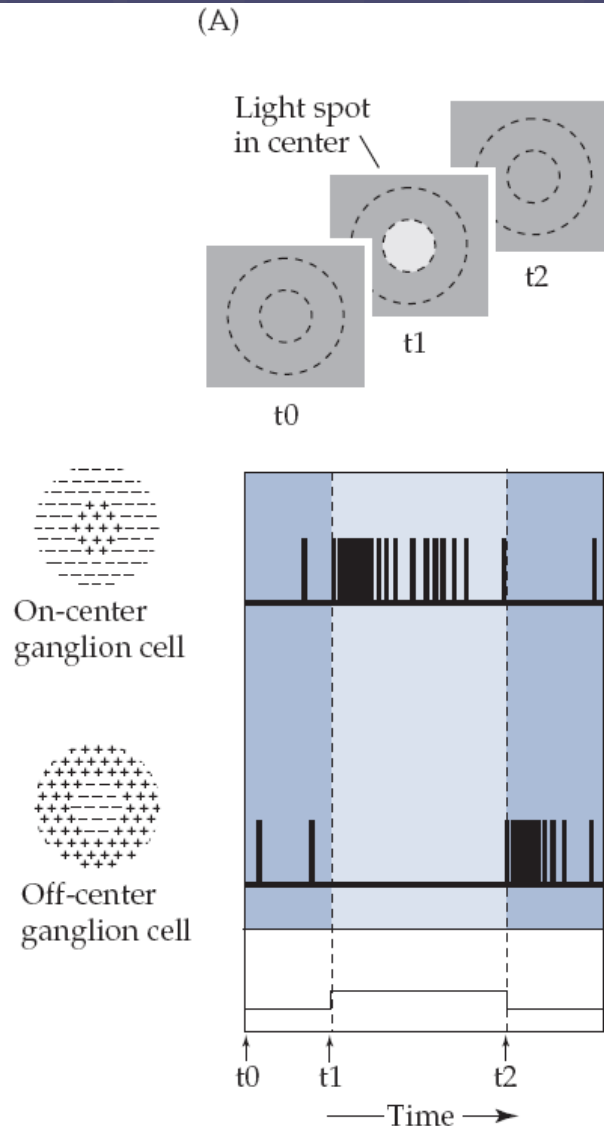 (A)
Light spot
in center
t2
t1
t0
On-center
ganglion cell
Off-center
ganglion cell
t0 t1 t2
Time